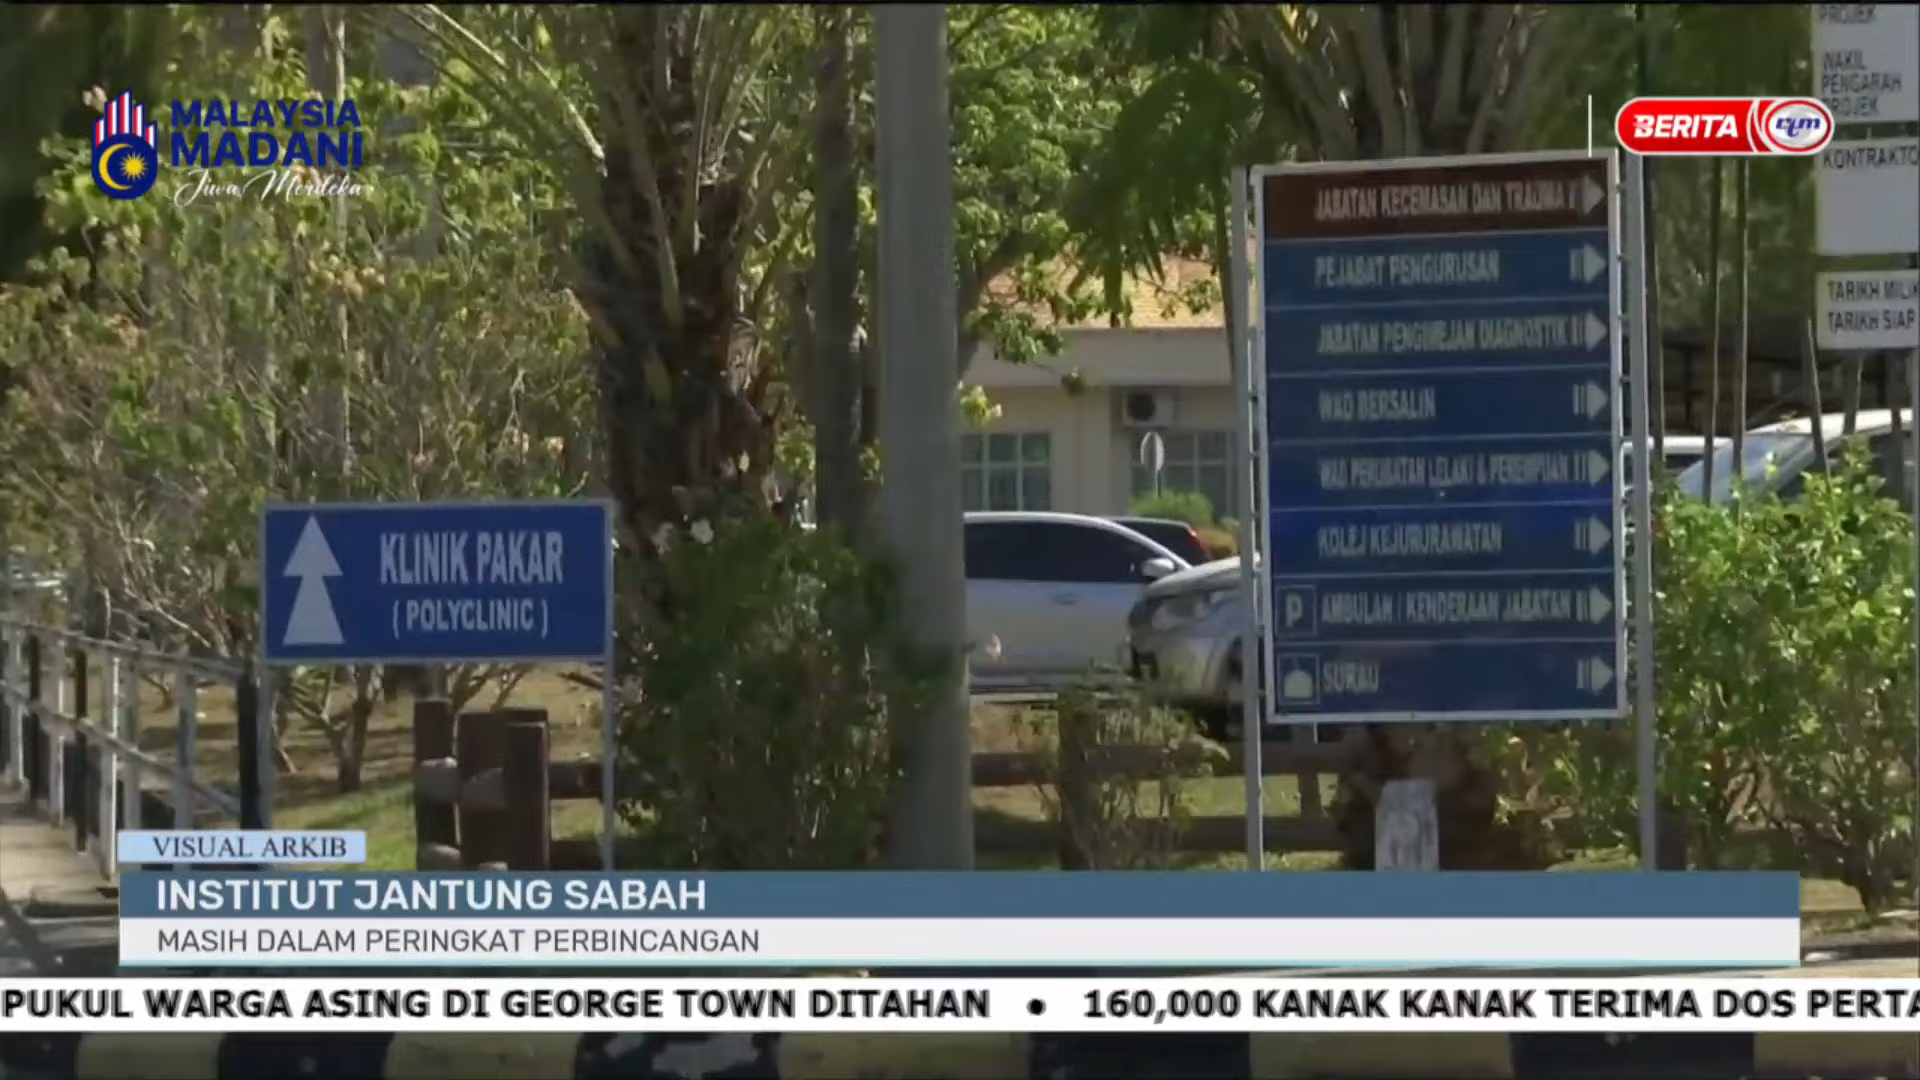 MALAYSIA
MADANI
Jiwa Merdeka
BERITA rtm
PROJEK
WAKIL
PENGARAH
PROJEK
KONTRAKTO
TARIKH MILIK
TARIKH SIAP
JABATAN KECEMASAN DAN TRAUMA
PEJABAT PENGURUSAN
JABATAN PENGIMEJAN DIAGNOSTIK
WAD BERSALIN
WAD PERUBATAN LELAKI & PEREMPUAN
KOLEJ KEJURURAWATAN
P AMBULAN / KENDERAAN JABATAN
SURAU
KLINIK PAKAR
( POLYCLINIC )
VISUAL ARKIB
INSTITUT JANTUNG SABAH
MASIH DALAM PERINGKAT PERBINCANGAN
PUKUL WARGA ASING DI GEORGE TOWN DITAHAN • 160,000 KANAK KANAK TERIMA DOS PERTA